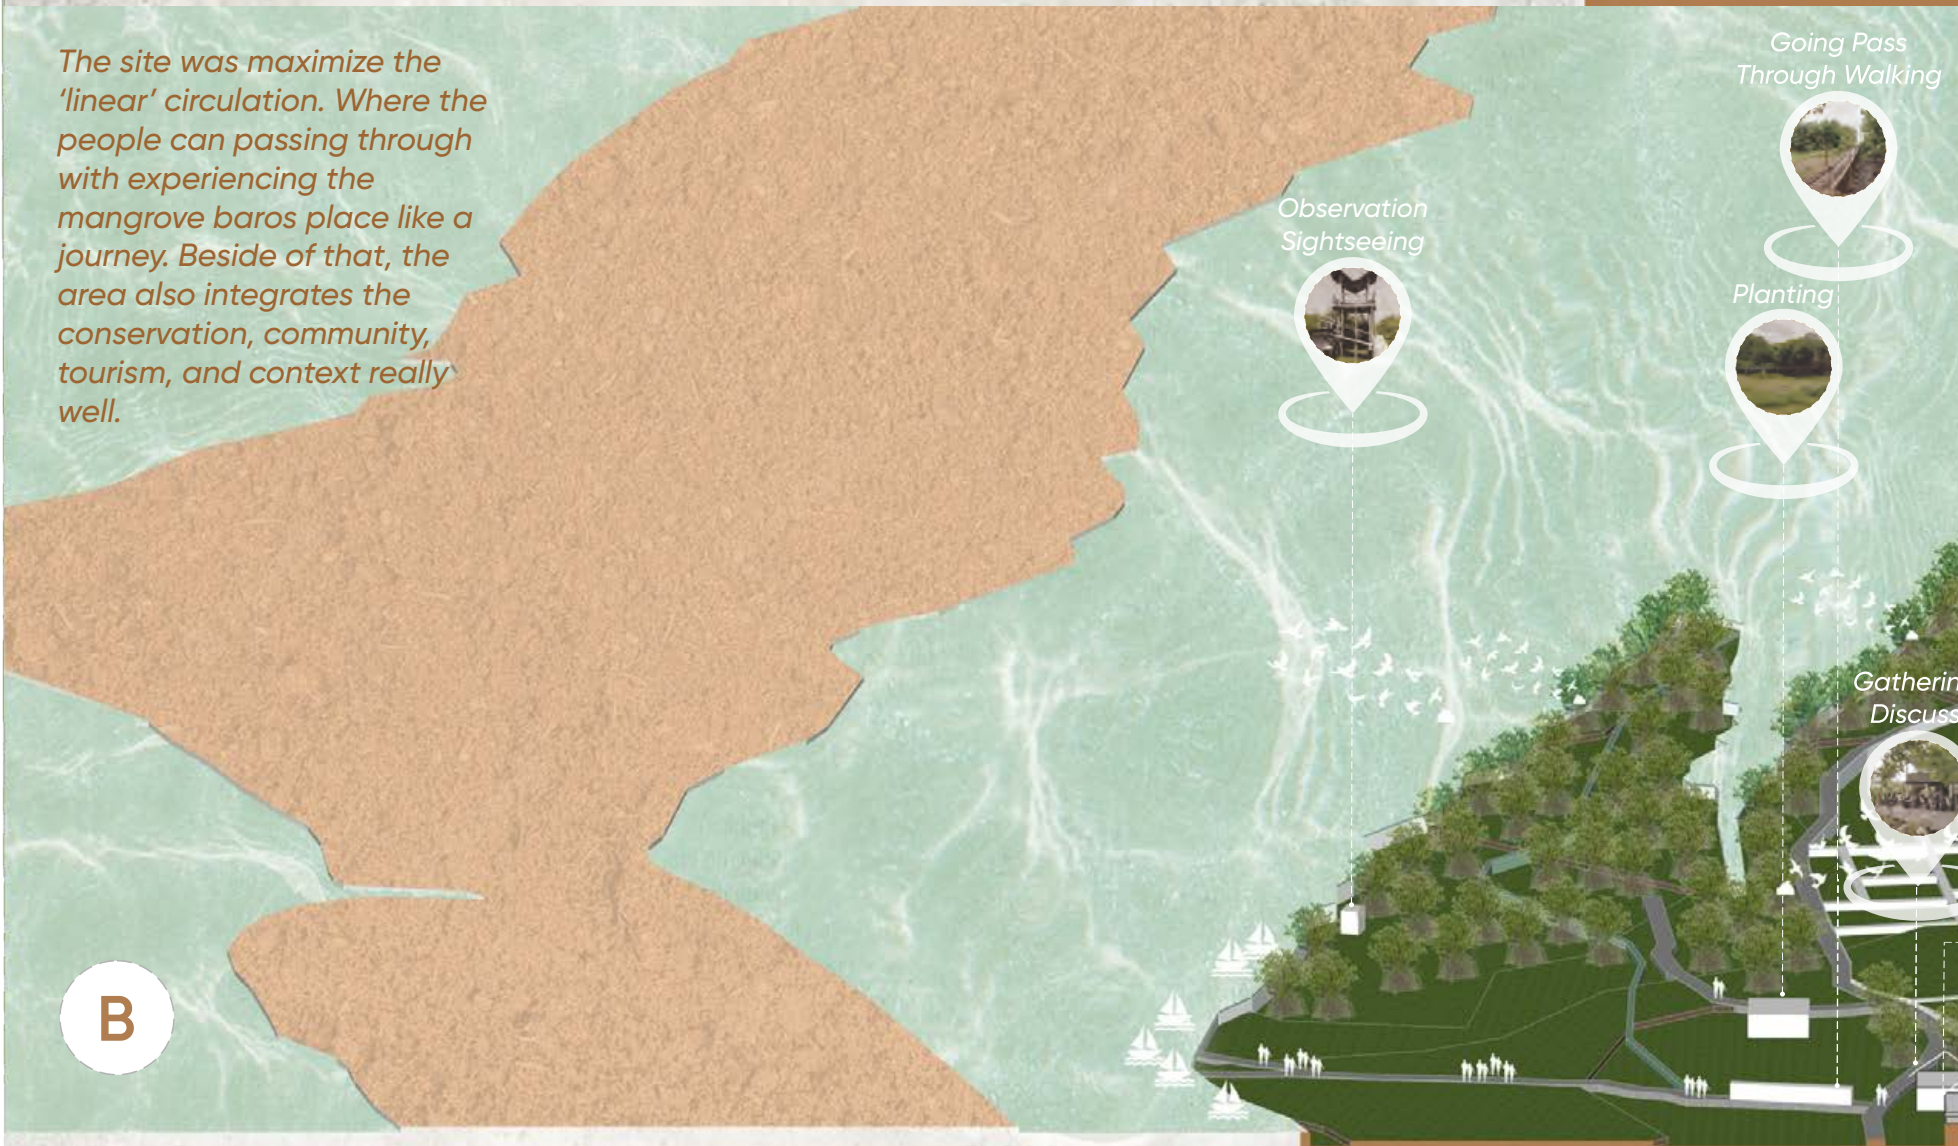 The site was maximize the
‘linear’ circulation. Where the
people can passing through
with experiencing the
mangrove baros place like a
journey. Beside of that, the
area also integrates the
conservation, community,
tourism, and context really
well.
Going Pass
Through Walking
Observation
Sightseeing
Planting
Gatherin
Discuss
B